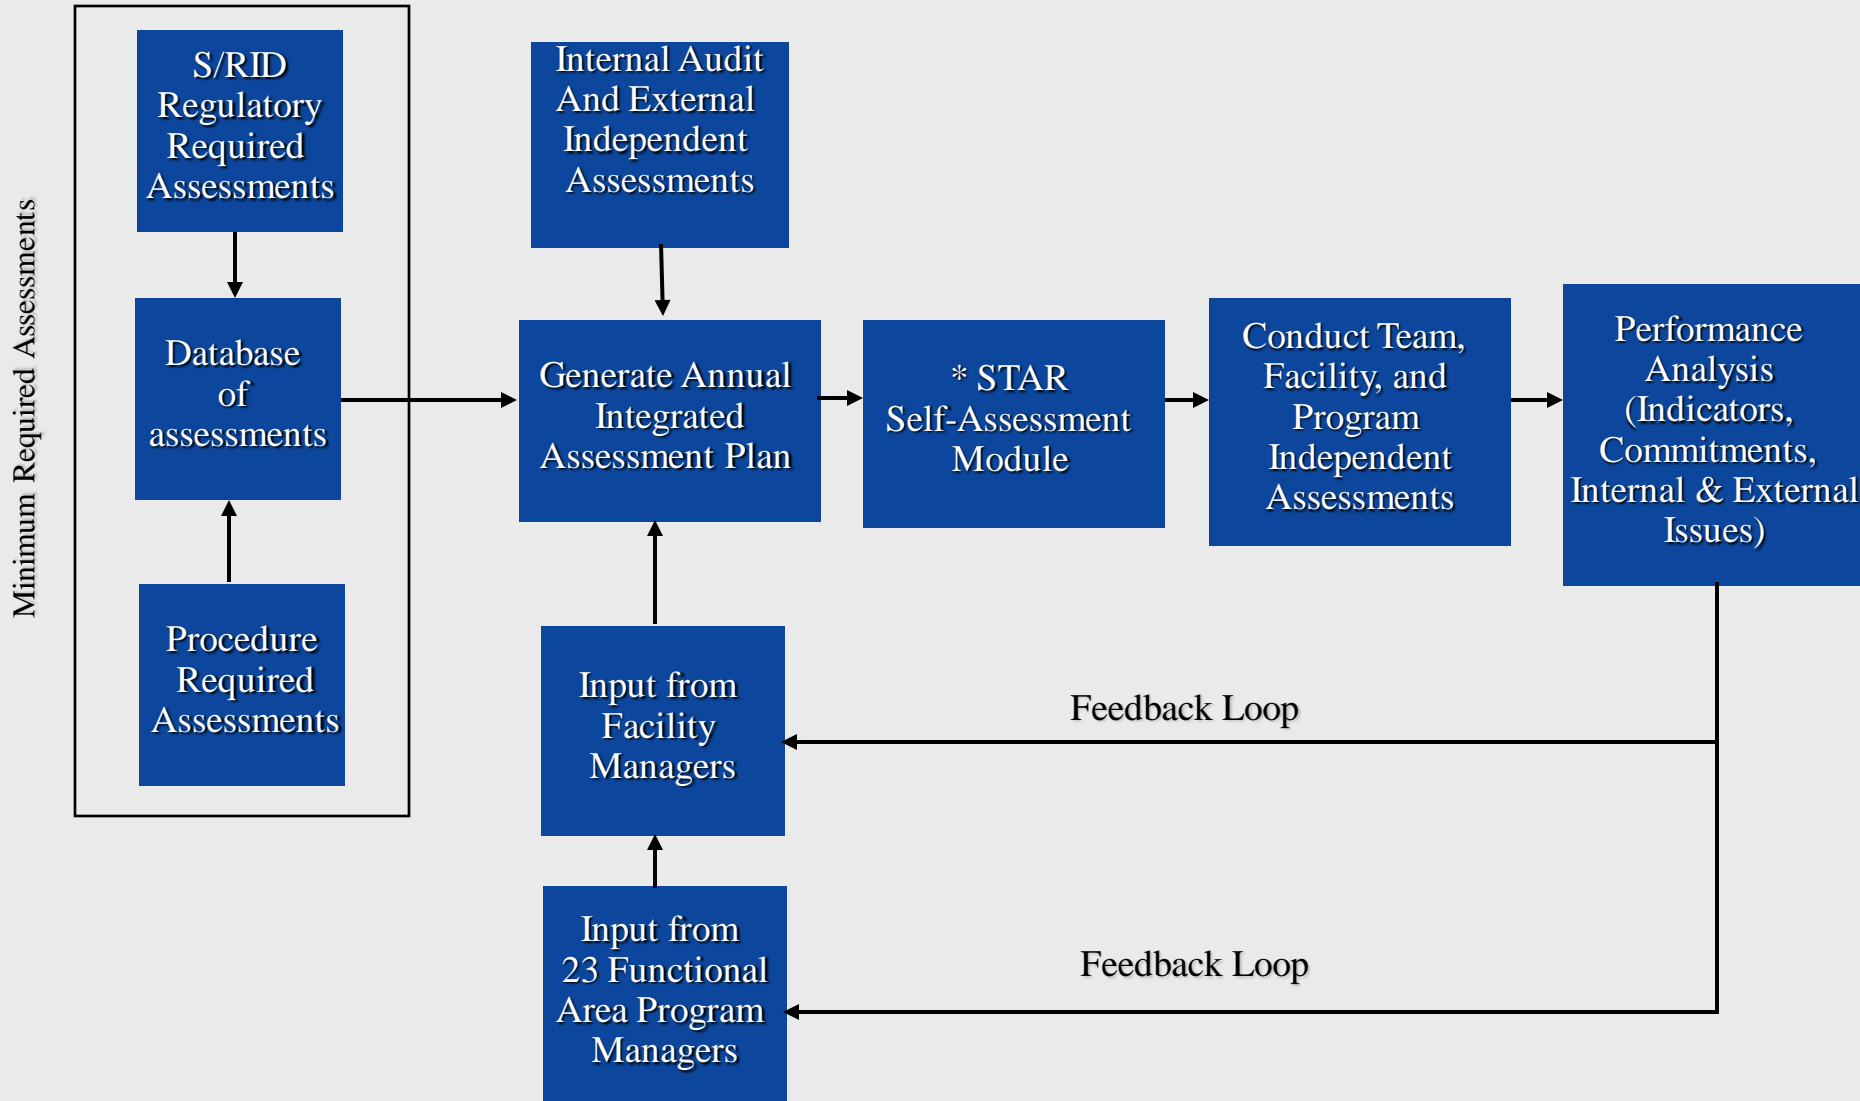 Minimum Required Assessments
S/RID
Regulatory
Required
Assessments
Database
of
assessments
Procedure
Required
Assessments
Internal Audit
And External
Independent
Assessments
Generate Annual
Integrated
Assessment Plan
* STAR
Self-Assessment
Module
Conduct Team,
Facility, and
Program
Independent
Assessments
Performance
Analysis
(Indicators,
Commitments,
Internal & External
Issues)
Input from
Facility
Managers
Feedback Loop
Input from
23 Functional
Area Program
Managers
Feedback Loop